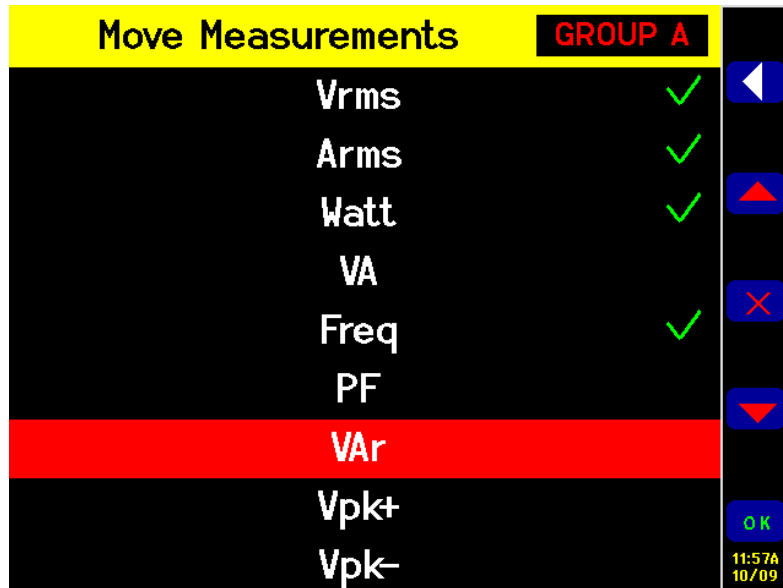 Move Measurements GROUP A
Vrms
Arms
Watt
VA
Freq
PF
VAr
Vpk+
Vpk-
OK
11:57A
10/09